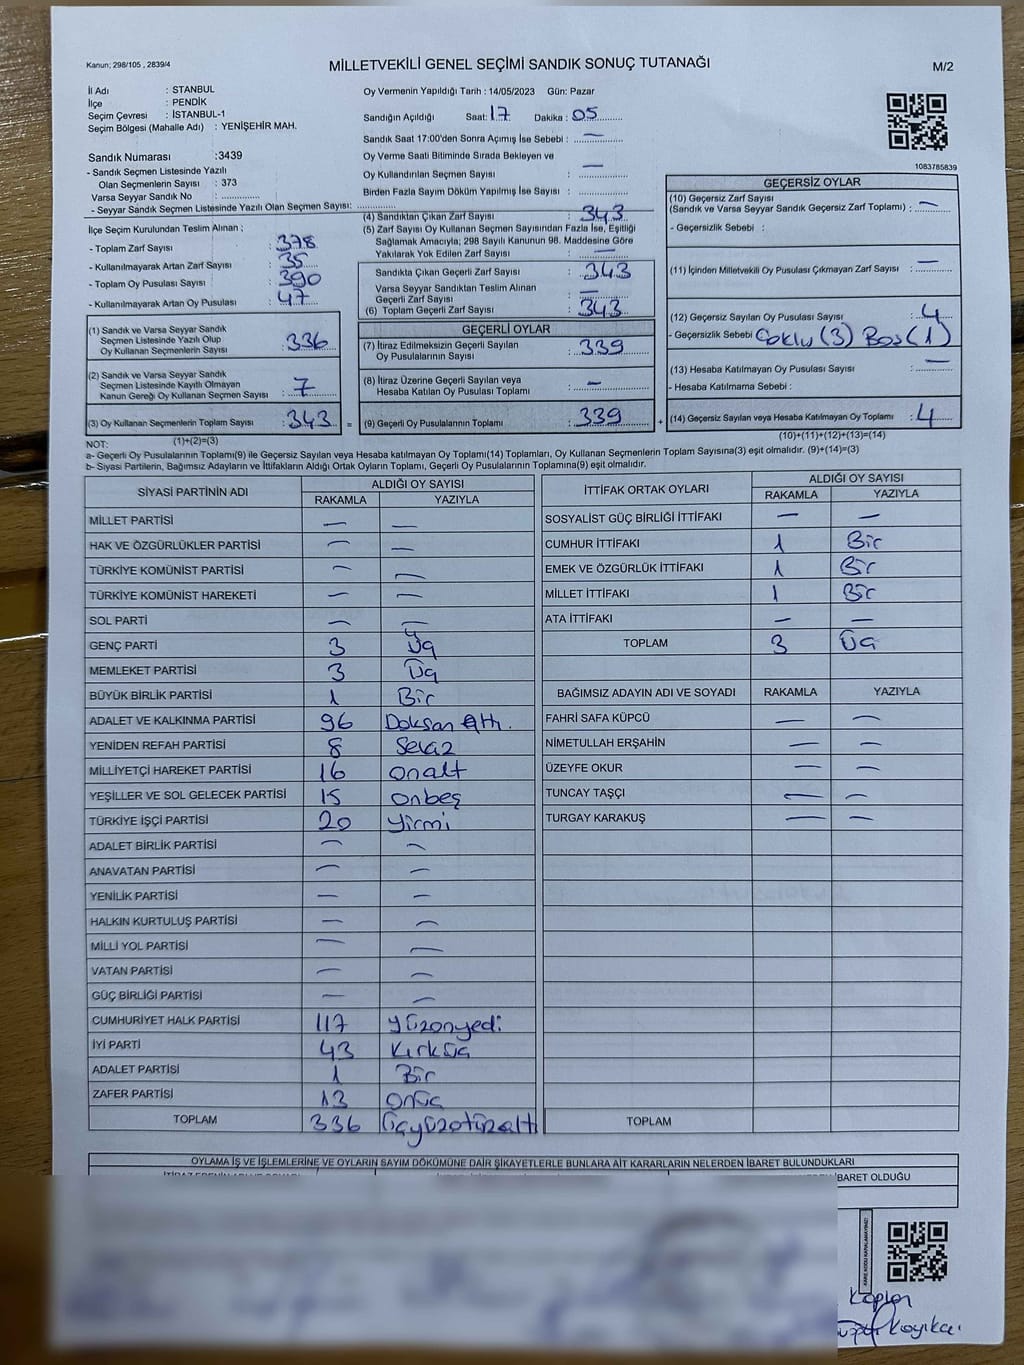 Kanun; 298/105 , 2839/4
MİLLETVEKİLİ GENEL SEÇİMİ SANDIK SONUÇ TUTANAĞI
M/2
İl Adı : STANBUL
İlçe : PENDİK
Seçim Çevresi : İSTANBUL-1
Seçim Bölgesi (Mahalle Adı) : YENİŞEHİR MAH.
Sandık Numarası :3439
- Sandık Seçmen Listesinde Yazılı
Olan Seçmenlerin Sayısı : 373
Varsa Seyyar Sandık No :
- Seyyar Sandık Seçmen Listesinde Yazılı Olan Seçmen Sayısı:
Oy Vermenin Yapıldığı Tarih : 14/05/2023 Gün: Pazar
Sandığın Açıldığı Saat: 17 Dakika : 05
Sandık Saat 17:00'den Sonra Açımış İse Sebebi : —
Oy Verme Saati Bitiminde Sırada Bekleyen ve
Oy Kullandırılan Seçmen Sayısı : —
Birden Fazla Sayım Döküm Yapılmış İse Sayısı :
1083785839
İlçe Seçim Kurulundan Teslim Alınan ;
- Toplam Zarf Sayısı : 378
- Kullanılmayarak Artan Zarf Sayısı : 35
- Toplam Oy Pusulası Sayısı : 390
- Kullanılmayarak Artan Oy Pusulası : 47
(4) Sandıktan Çıkan Zarf Sayısı : 343
(5) Zarf Sayısı Oy Kullanan Seçmen Sayısından Fazla İse, Eşitliği
Sağlamak Amacıyla; 298 Sayılı Kanunun 98. Maddesine Göre
Yakılarak Yok Edilen Zarf Sayısı : —
Sandıkta Çıkan Geçerli Zarf Sayısı : 343
Varsa Seyyar Sandıktan Teslim Alınan
Geçerli Zarf Sayısı : —
(6) Toplam Geçerli Zarf Sayısı : 343
GEÇERSİZ OYLAR
(10) Geçersiz Zarf Sayısı
(Sandık ve Varsa Seyyar Sandık Geçersiz Zarf Toplamı) : —
- Geçersizlik Sebebi :
(11) İçinden Milletvekili Oy Pusulası Çıkmayan Zarf Sayısı : —
(12) Geçersiz Sayılan Oy Pusulası Sayısı : 4
- Geçersizlik Sebebi Çoklu (3) Boş (1)
(13) Hesaba Katılmayan Oy Pusulası Sayısı : —
- Hesaba Katılmama Sebebi :
(14) Geçersiz Sayılan veya Hesaba Katılmayan Oy Toplamı : 4
(10)+(11)+(12)+(13)=(14)
(1) Sandık ve Varsa Seyyar Sandık
Seçmen Listesinde Yazılı Olup
Oy Kullanan Seçmenlerin Sayısı : 336
(2) Sandık ve Varsa Seyyar Sandık
Seçmen Listesinde Kayıtlı Olmayan
Kanun Gereği Oy Kullanan Seçmen Sayısı : 7
(3) Oy Kullanan Seçmenlerin Toplam Sayısı : 343 =
(1)+(2)=(3)
GEÇERLİ OYLAR
(7) İtiraz Edilmeksizin Geçerli Sayılan
Oy Pusulalarının Sayısı : 339
(8) İtiraz Üzerine Geçerli Sayılan veya
Hesaba Katılan Oy Pusulası Toplamı : —
(9) Geçerli Oy Pusulalarının Toplamı : 339 +
NOT:
a- Geçerli Oy Pusulalarının Toplamı(9) ile Geçersiz Sayılan veya Hesaba katılmayan Oy Toplamı(14) Toplamları, Oy Kullanan Seçmenlerin Toplam Sayısına(3) eşit olmalıdır. (9)+(14)=(3)
b- Siyasi Partilerin, Bağımsız Adayların ve İttifakların Aldığı Ortak Oyların Toplamı, Geçerli Oy Pusulalarının Toplamına(9) eşit olmalıdır.
SİYASİ PARTİNİN ADI ALDIĞI OY SAYISI
RAKAMLA YAZIYLA
MİLLET PARTİSİ — —
HAK VE ÖZGÜRLÜKLER PARTİSİ — —
TÜRKİYE KOMÜNİST PARTİSİ — —
TÜRKİYE KOMÜNİST HAREKETİ — —
SOL PARTİ — —
GENÇ PARTİ 3 Üç
MEMLEKET PARTİSİ 3 Üç
BÜYÜK BİRLİK PARTİSİ 1 Bir
ADALET VE KALKINMA PARTİSİ 96 Doksan Altı.
YENİDEN REFAH PARTİSİ 8 Sekiz
MİLLİYETÇİ HAREKET PARTİSİ 16 onaltı
YEŞİLLER VE SOL GELECEK PARTİSİ 15 onbeş
TÜRKİYE İŞÇİ PARTİSİ 20 Yirmi
ADALET BİRLİK PARTİSİ — —
ANAVATAN PARTİSİ — —
YENİLİK PARTİSİ — —
HALKIN KURTULUŞ PARTİSİ — —
MİLLİ YOL PARTİSİ — —
VATAN PARTİSİ — —
GÜÇ BİRLİĞİ PARTİSİ — —
CUMHURİYET HALK PARTİSİ 117 Yüzonyedi
İYİ PARTİ 43 Kırküç
ADALET PARTİSİ 1 Bir
ZAFER PARTİSİ 13 Onüç
TOPLAM 336 Üçyüzotuzaltı
İTTİFAK ORTAK OYLARI ALDIĞI OY SAYISI
RAKAMLA YAZIYLA
SOSYALİST GÜÇ BİRLİĞİ İTTİFAKI — —
CUMHUR İTTİFAKI 1 Bir
EMEK VE ÖZGÜRLÜK İTTİFAKI 1 Bir
MİLLET İTTİFAKI 1 Bir
ATA İTTİFAKI — —
TOPLAM 3 Üç
BAĞIMSIZ ADAYIN ADI VE SOYADI RAKAMLA YAZIYLA
FAHRİ SAFA KÜPCÜ — —
NİMETULLAH ERŞAHİN — —
ÜZEYFE OKUR — —
TUNCAY TAŞÇI — —
TURGAY KARAKUŞ — —
TOPLAM
OYLAMA İŞ VE İŞLEMLERİNE VE OYLARIN SAYIM DÖKÜMÜNE DAİR ŞİKAYETLERLE BUNLARA AİT KARARLARIN NELERDEN İBARET BULUNDUKLARI
İBARET OLDUĞU
Kaplan